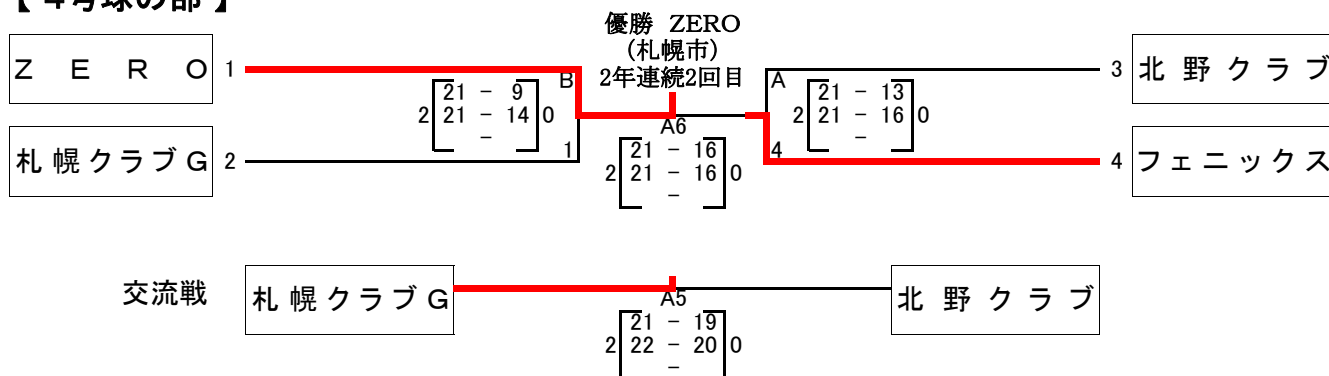 【 4号球の部 】
優勝 ZERO
(札幌市)
2年連続2回目
ZERO 1
B
21 - 9
2 21 - 14 0
-
1
札幌クラブG 2
A6
21 - 16
2 21 - 16 0
-
A
21 - 13
2 21 - 16 0
-
4
3 北野クラブ
4 フェニックス
交流戦
札幌クラブG
A5
21 - 19
2 22 - 20 0
-
北野クラブ